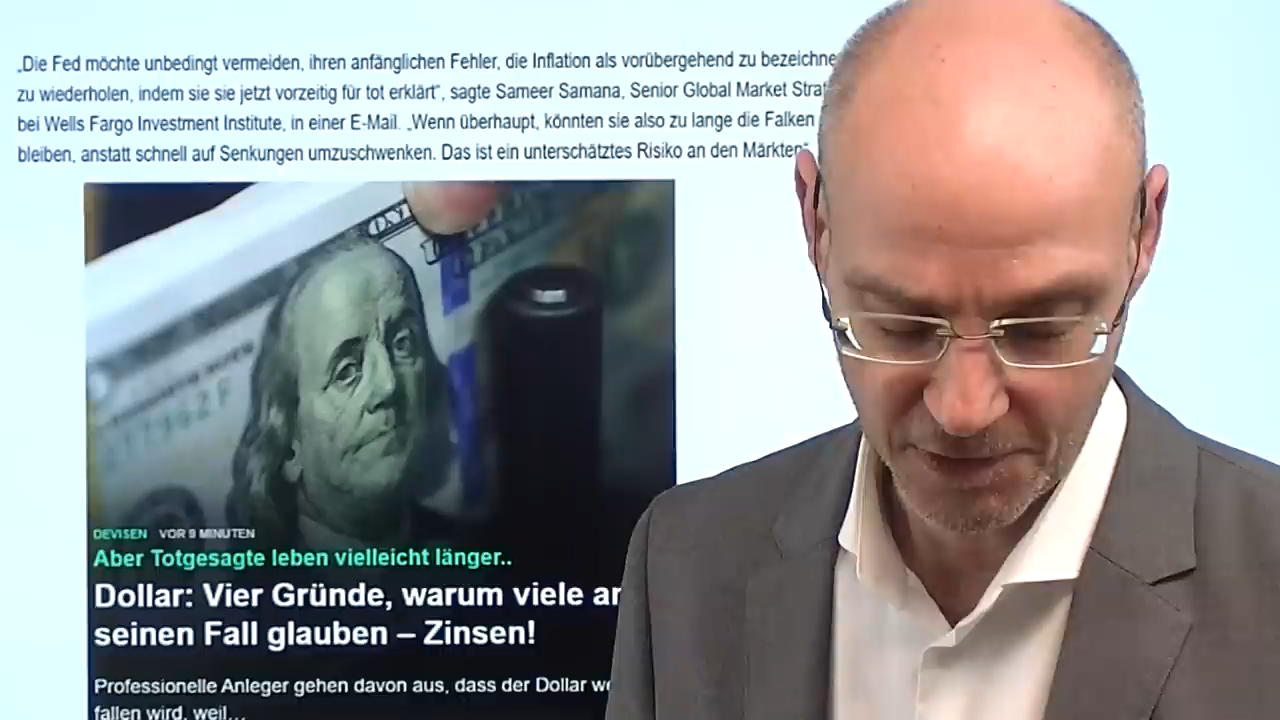 „Die Fed möchte unbedingt vermeiden, ihren anfänglichen Fehler, die Inflation als vorübergehend zu bezeichne
zu wiederholen, indem sie sie jetzt vorzeitig für tot erklärt“, sagte Sameer Samana, Senior Global Market Strat
bei Wells Fargo Investment Institute, in einer E-Mail. „Wenn überhaupt, könnten sie also zu lange die Falken
bleiben, anstatt schnell auf Senkungen umzuschwenken. Das ist ein unterschätztes Risiko an den Märkten“
DEVISEN VOR 9 MINUTEN
Aber Totgesagte leben vielleicht länger..
Dollar: Vier Gründe, warum viele an
seinen Fall glauben – Zinsen!
Professionelle Anleger gehen davon aus, dass der Dollar we
fallen wird, weil...